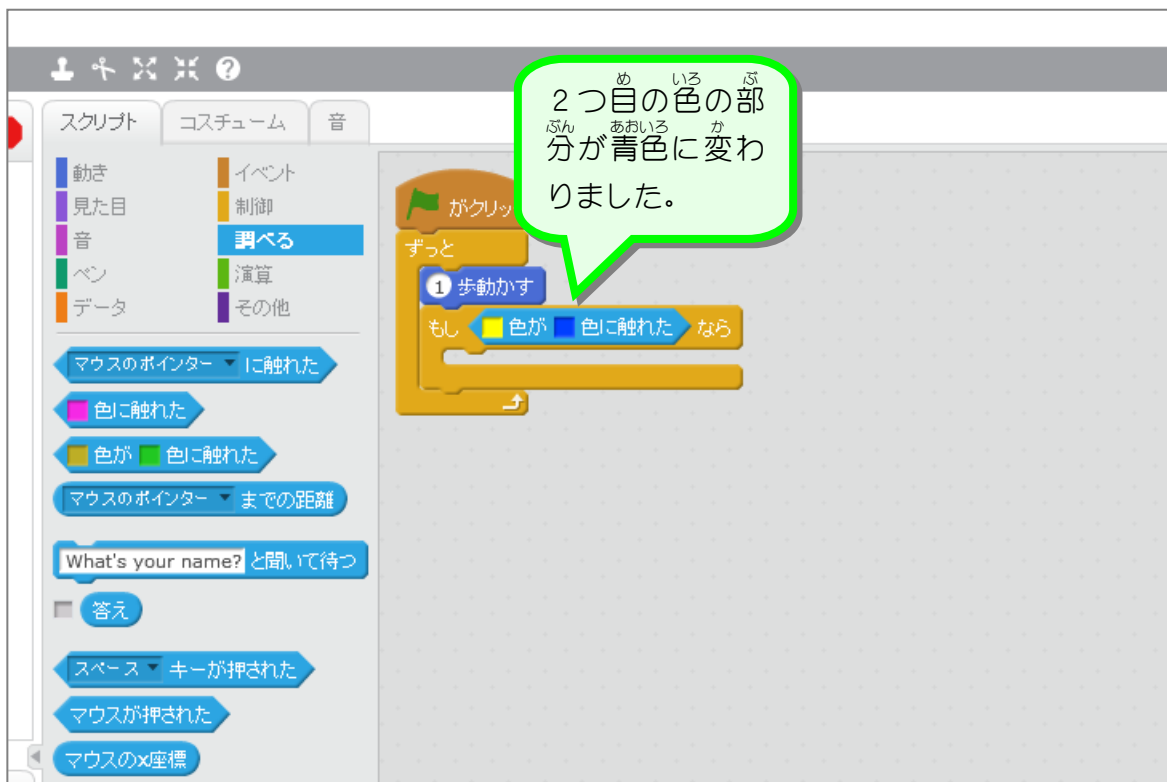 スクリプト
コスチューム
音
動き
イベント
見た目
制御
音
調べる
ペン
演算
データ
その他
マウスのポインター に触れた
色に触れた
色が 色に触れた
マウスのポインター までの距離
What's your name? と聞いて待つ
答え
スペース キーが押された
マウスが押された
マウスのx座標
がクリッ
ずっと
1 歩動かす
もし 色が 色に触れた なら
め いろ ぶ
2つ目の色の部
ぶん あおいろ か
分が青色に変わ
りました。